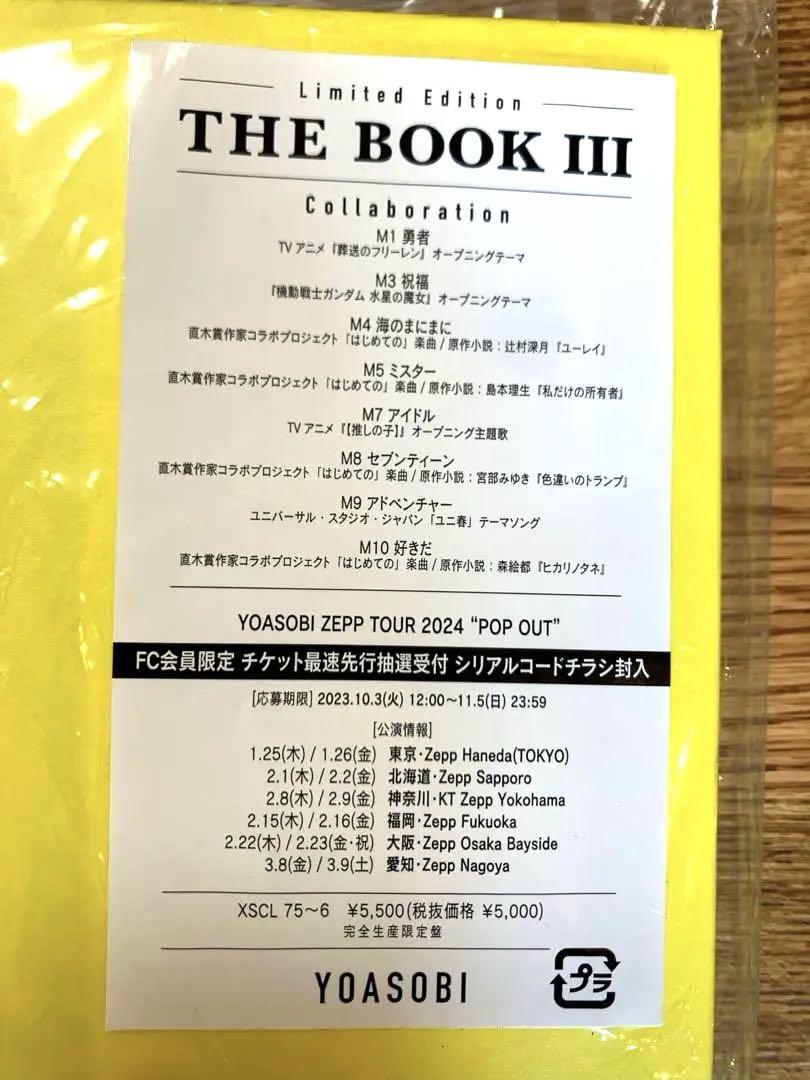 Limited Edition
THE BOOK III
Collaboration
M1 勇者
TVアニメ『葬送のフリーレン』オープニングテーマ
M3 祝福
『機動戦士ガンダム 水星の魔女』オープニングテーマ
M4 海のまにまに
直木賞作家コラボプロジェクト「はじめての」楽曲 / 原作小説：辻村深月『ユーレイ』
M5 ミスター
直木賞作家コラボプロジェクト「はじめての」楽曲 / 原作小説：島本理生『私だけの所有者』
M7 アイドル
TVアニメ『【推しの子】』オープニング主題歌
M8 セブンティーン
直木賞作家コラボプロジェクト「はじめての」楽曲 / 原作小説：宮部みゆき『色違いのトランプ』
M9 アドベンチャー
ユニバーサル・スタジオ・ジャパン「ユニ春」テーマソング
M10 好きだ
直木賞作家コラボプロジェクト「はじめての」楽曲 / 原作小説：森絵都『ヒカリノタネ』
YOASOBI ZEPP TOUR 2024 “POP OUT”
FC会員限定 チケット最速先行抽選受付 シリアルコードチラシ封入
[応募期限] 2023.10.3(火) 12:00〜11.5(日) 23:59
[公演情報]
1.25(木) / 1.26(金) 東京・Zepp Haneda(TOKYO)
2.1(木) / 2.2(金) 北海道・Zepp Sapporo
2.8(木) / 2.9(金) 神奈川・KT Zepp Yokohama
2.15(木) / 2.16(金) 福岡・Zepp Fukuoka
2.22(木) / 2.23(金・祝) 大阪・Zepp Osaka Bayside
3.8(金) / 3.9(土) 愛知・Zepp Nagoya
XSCL 75〜6 ¥5,500(税抜価格 ¥5,000)
完全生産限定盤
YOASOBI
プラ